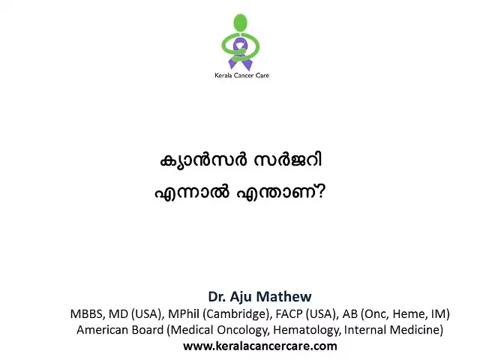 Kerala Cancer Care
ക്യാൻസർ സർജറി
എന്നാൽ എന്താണ്?
Dr. Aju Mathew
MBBS, MD (USA), MPhil (Cambridge), FACP (USA), AB (Onc, Heme, IM)
American Board (Medical Oncology, Hematology, Internal Medicine)
www.keralacancercare.com